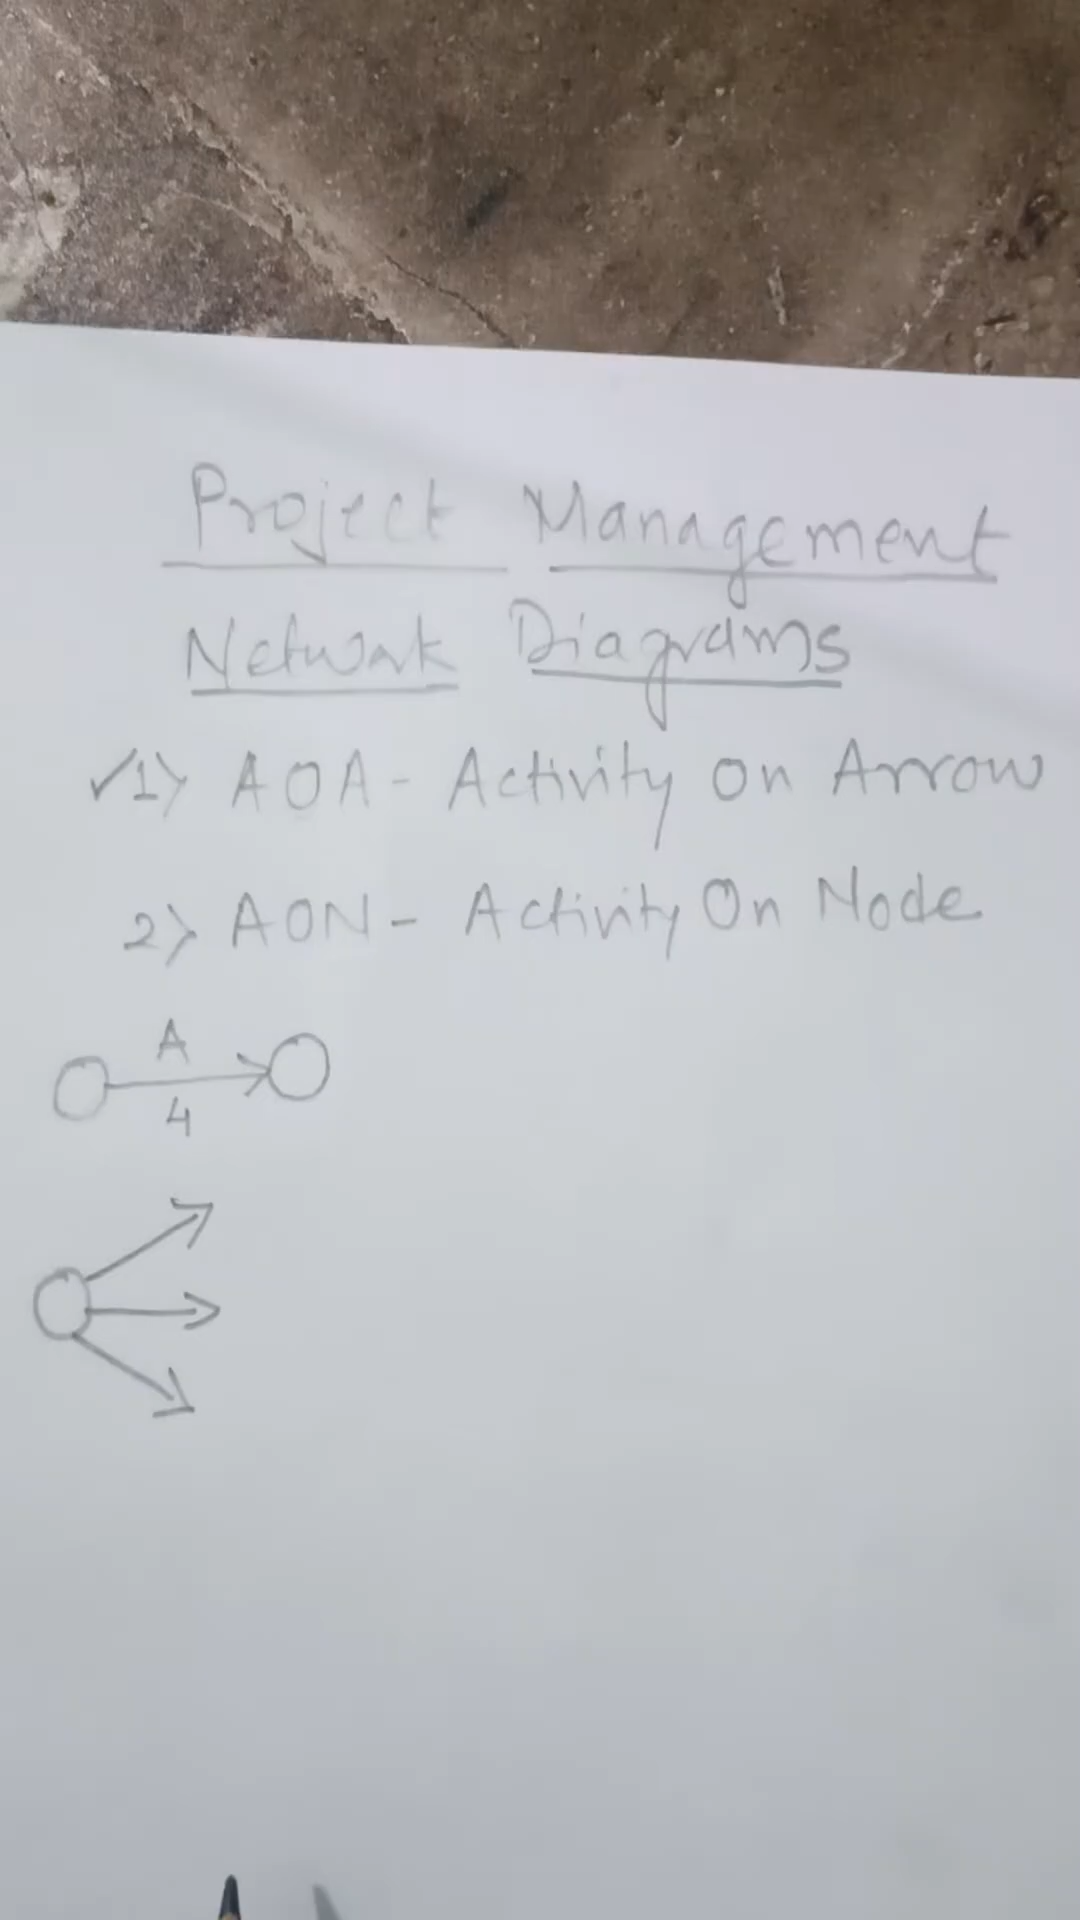 Project Management
Network Diagrams
✓1) AOA - Activity on Arrow
2) AON - Activity On Node
A
4